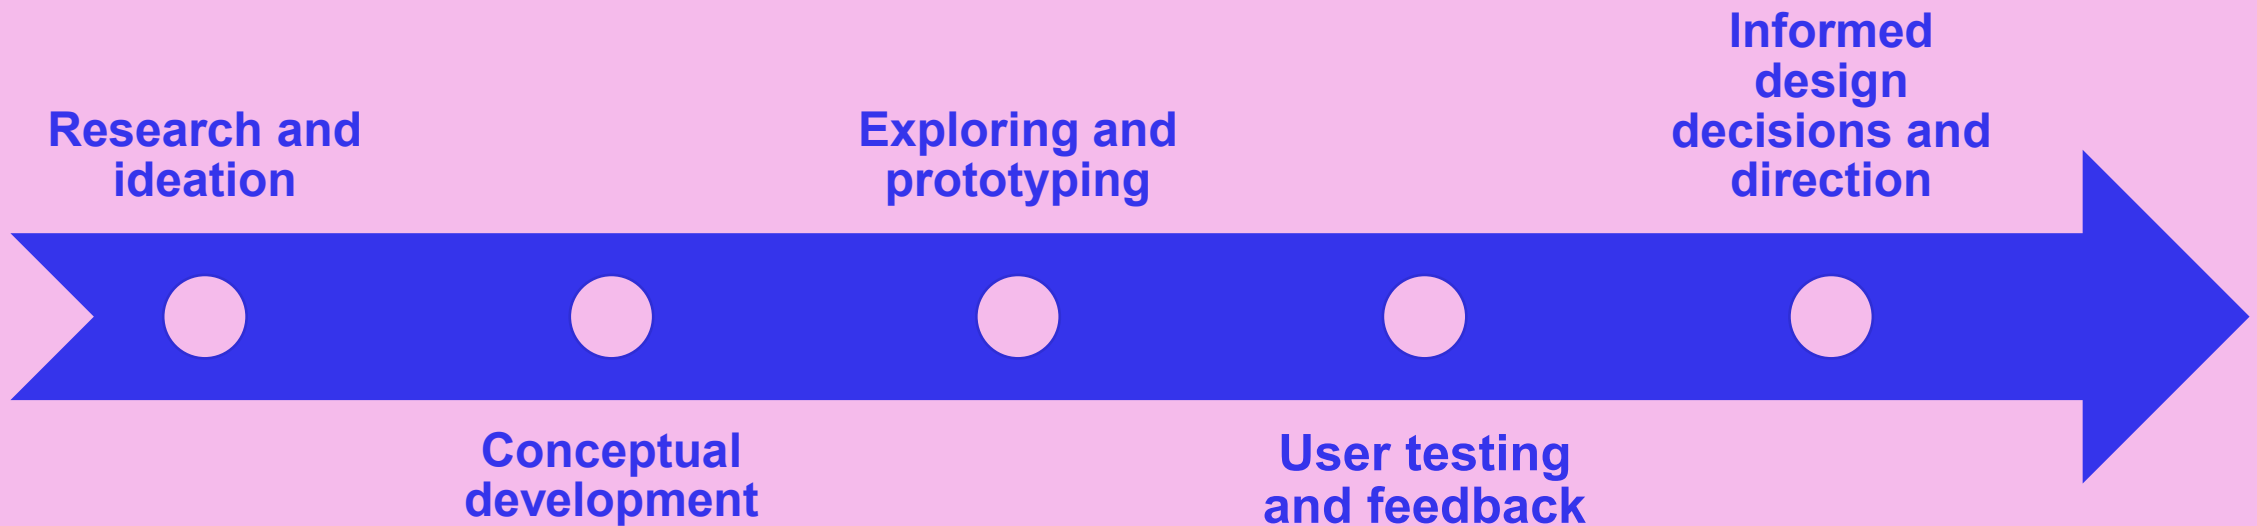 Research and
ideation
Conceptual
development
Exploring and
prototyping
User testing
and feedback
Informed
design
decisions and
direction